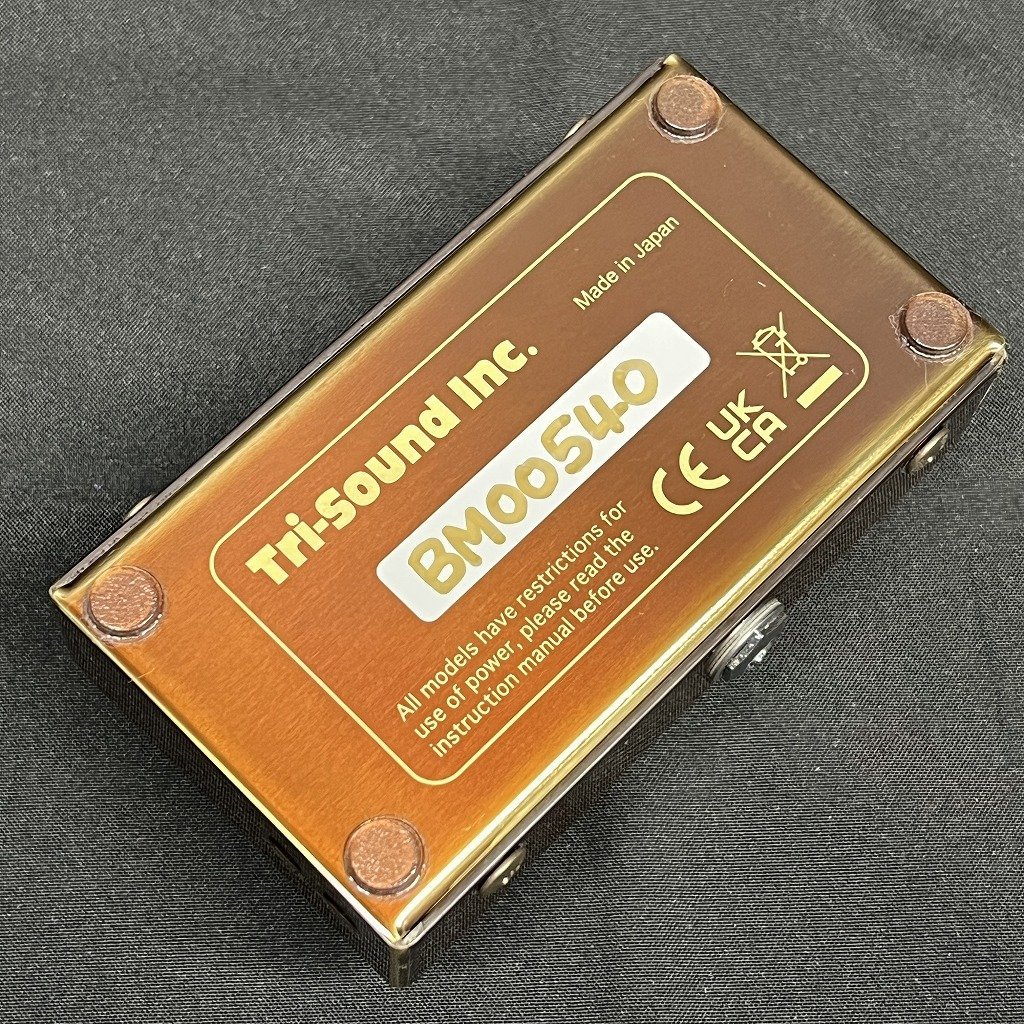 Made in Japan
Tri-sound Inc.
BM00540
CE
UK
CA
All models have restrictions for
use of power, please read the
instruction manual before use.